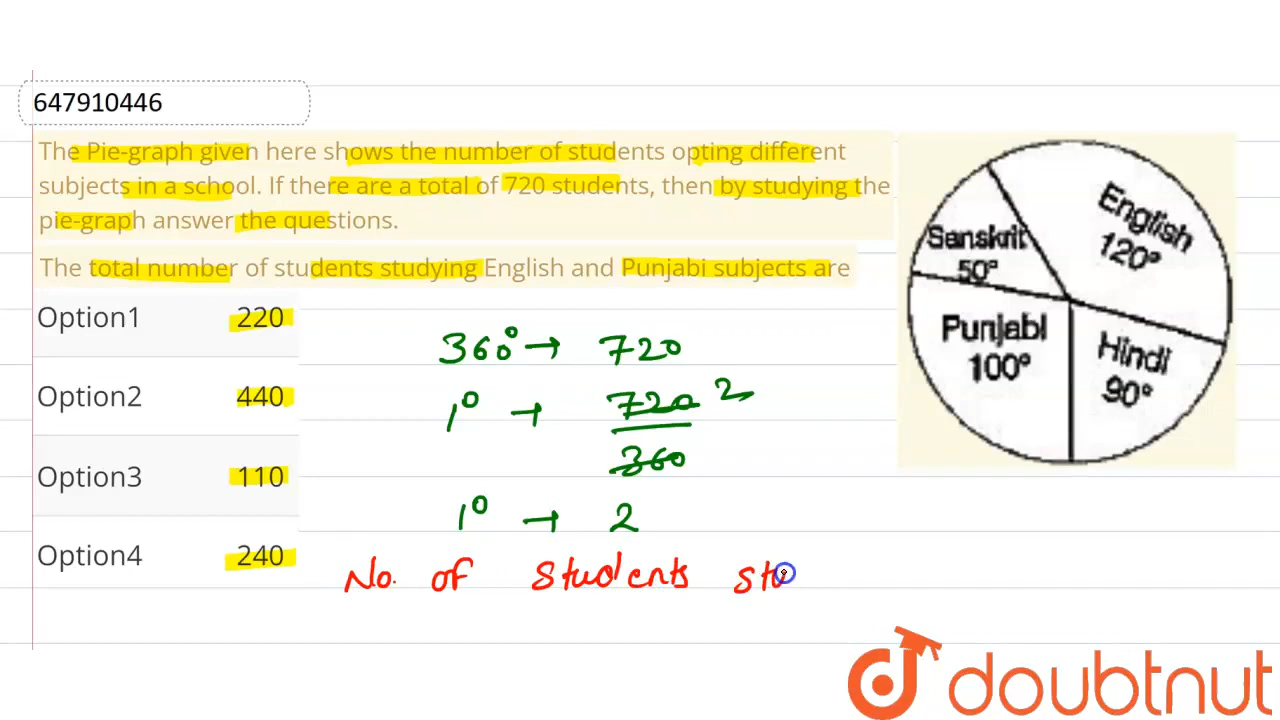 647910446
The Pie-graph given here shows the number of students opting different
subjects in a school. If there are a total of 720 students, then by studying the
pie-graph answer the questions.
The total number of students studying English and Punjabi subjects are
Option1 220
Option2 440
Option3 110
Option4 240
360° → 720
1° → 720 2
360
1° → 2
No. of students stu
English
120°
Sanskrit
50°
Punjabi
100°
Hindi
90°
doubtnut